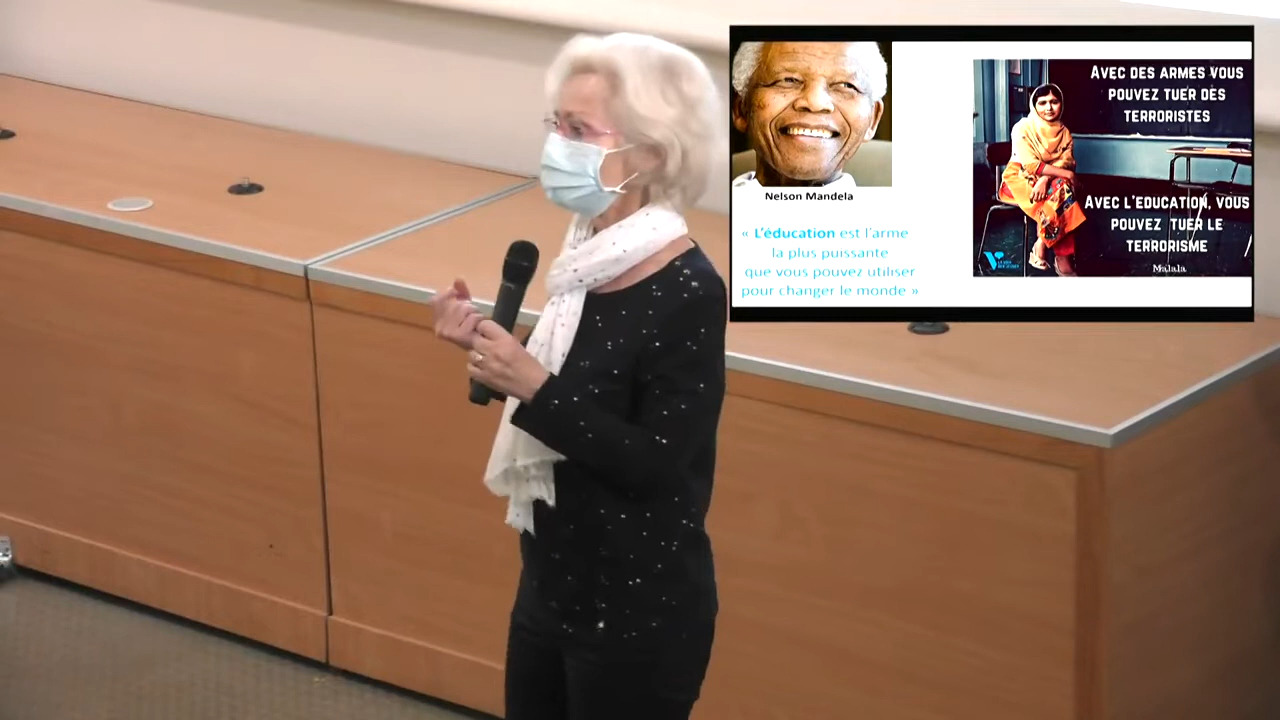 Nelson Mandela
« L'éducation est l'arme
la plus puissante
que vous pouvez utiliser
pour changer le monde »
AVEC DES ARMES VOUS
POUVEZ TUER DES
TERRORISTES
AVEC L'EDUCATION, VOUS
POUVEZ TUER LE
TERRORISME
Malala